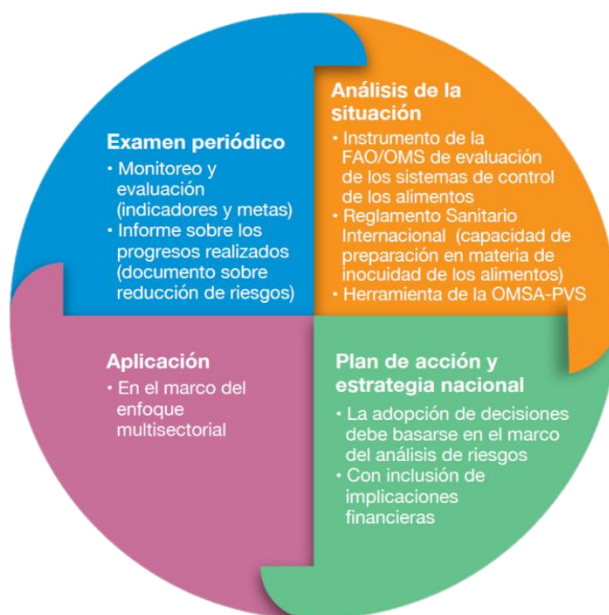 Examen periódico
• Monitoreo y
evaluación
(indicadores y metas)
• Informe sobre los
progresos realizados
(documento sobre
reducción de riesgos)
Análisis de la
situación
• Instrumento de la
FAO/OMS de evaluación
de los sistemas de control
de los alimentos
• Reglamento Sanitario
Internacional (capacidad de
preparación en materia de
inocuidad de los alimentos)
• Herramienta de la OMSA-PVS
Aplicación
• En el marco del
enfoque
multisectorial
Plan de acción y
estrategia nacional
• La adopción de decisiones
debe basarse en el marco
del análisis de riesgos
• Con inclusión de
implicaciones
financieras